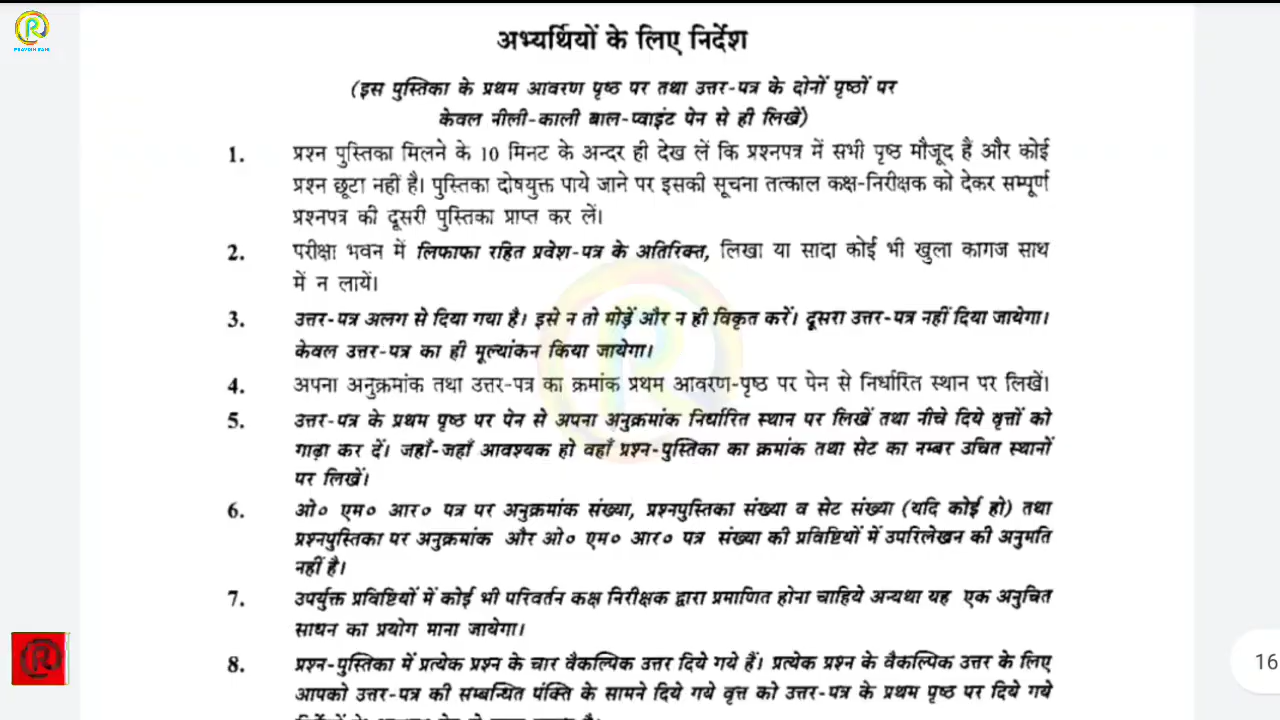 PRAVESH RANI
अभ्यर्थियों के लिए निर्देश
(इस पुस्तिका के प्रथम आवरण पृष्ठ पर तथा उत्तर-पत्र के दोनों पृष्ठों पर
केवल नीली-काली बाल-प्वाइंट पेन से ही लिखें)
1. प्रश्न पुस्तिका मिलने के 10 मिनट के अन्दर ही देख लें कि प्रश्नपत्र में सभी पृष्ठ मौजूद हैं और कोई
प्रश्न छूटा नहीं है। पुस्तिका दोषयुक्त पाये जाने पर इसकी सूचना तत्काल कक्ष-निरीक्षक को देकर सम्पूर्ण
प्रश्नपत्र की दूसरी पुस्तिका प्राप्त कर लें।
2. परीक्षा भवन में लिफाफा रहित प्रवेश-पत्र के अतिरिक्त, लिखा या सादा कोई भी खुला कागज साथ
में न लायें।
3. उत्तर-पत्र अलग से दिया गया है। इसे न तो मोड़ें और न ही विकृत करें। दूसरा उत्तर-पत्र नहीं दिया जायेगा।
केवल उत्तर-पत्र का ही मूल्यांकन किया जायेगा।
4. अपना अनुक्रमांक तथा उत्तर-पत्र का क्रमांक प्रथम आवरण-पृष्ठ पर पेन से निर्धारित स्थान पर लिखें।
5. उत्तर-पत्र के प्रथम पृष्ठ पर पेन से अपना अनुक्रमांक निर्धारित स्थान पर लिखें तथा नीचे दिये वृत्तों को
गाढ़ा कर दें। जहाँ-जहाँ आवश्यक हो वहाँ प्रश्न-पुस्तिका का क्रमांक तथा सेट का नम्बर उचित स्थानों
पर लिखें।
6. ओ० एम० आर० पत्र पर अनुक्रमांक संख्या, प्रश्नपुस्तिका संख्या व सेट संख्या (यदि कोई हो) तथा
प्रश्नपुस्तिका पर अनुक्रमांक और ओ० एम० आर० पत्र संख्या की प्रविष्टियों में उपरिलेखन की अनुमति
नहीं है।
7. उपर्युक्त प्रविष्टियों में कोई भी परिवर्तन कक्ष निरीक्षक द्वारा प्रमाणित होना चाहिये अन्यथा यह एक अनुचित
साधन का प्रयोग माना जायेगा।
8. प्रश्न-पुस्तिका में प्रत्येक प्रश्न के चार वैकल्पिक उत्तर दिये गये हैं। प्रत्येक प्रश्न के वैकल्पिक उत्तर के लिए
आपको उत्तर-पत्र की सम्बन्धित पंक्ति के सामने दिये गये वृत्त को उत्तर-पत्र के प्रथम पृष्ठ पर दिये गये
16